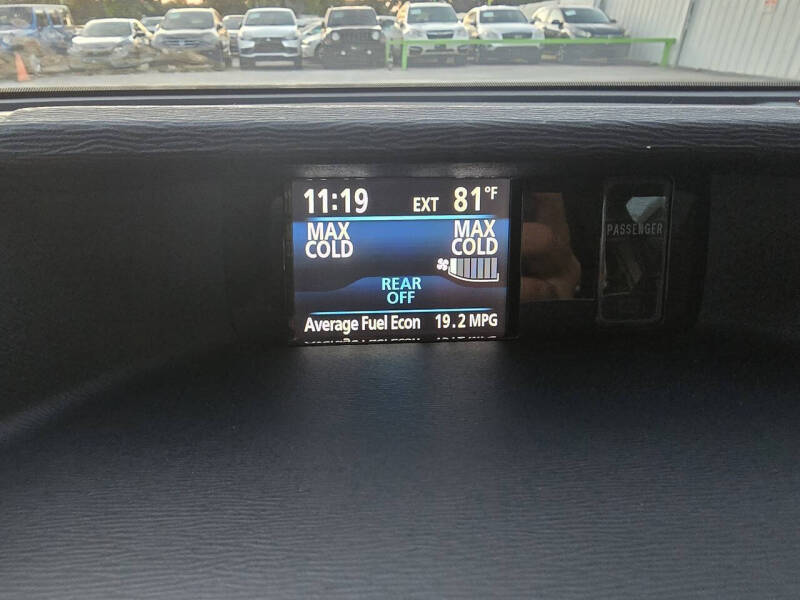 11:19 EXT 81°F
MAX COLD MAX COLD
REAR
OFF
Average Fuel Econ 19.2 MPG
PASSENGER